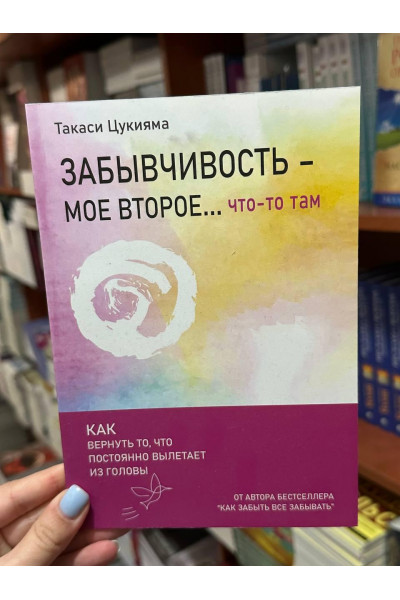 Такаси Цукияма
ЗАБЫВЧИВОСТЬ –
МОЕ ВТОРОЕ... что-то там
КАК
ВЕРНУТЬ ТО, ЧТО
ПОСТОЯННО ВЫЛЕТАЕТ
ИЗ ГОЛОВЫ
ОТ АВТОРА БЕСТСЕЛЛЕРА
"КАК ЗАБЫТЬ ВСЕ ЗАБЫВАТЬ"